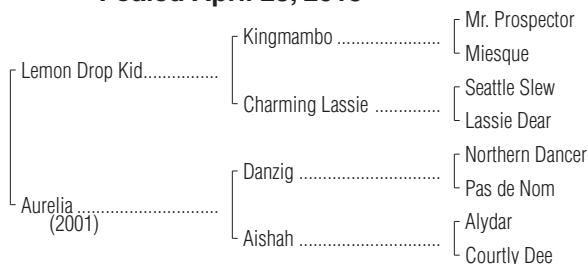 Foaled April
Mr. Prospector
Kingmambo ..................
Miesque
Lemon Drop Kid................
Seattle Slew
Charming Lassie ..............
Lassie Dear
Northern Dancer
Danzig ..............................
Pas de Nom
Aurelia ..............................
(2001)
Alydar
Aishah ..............................
Courtly Dee